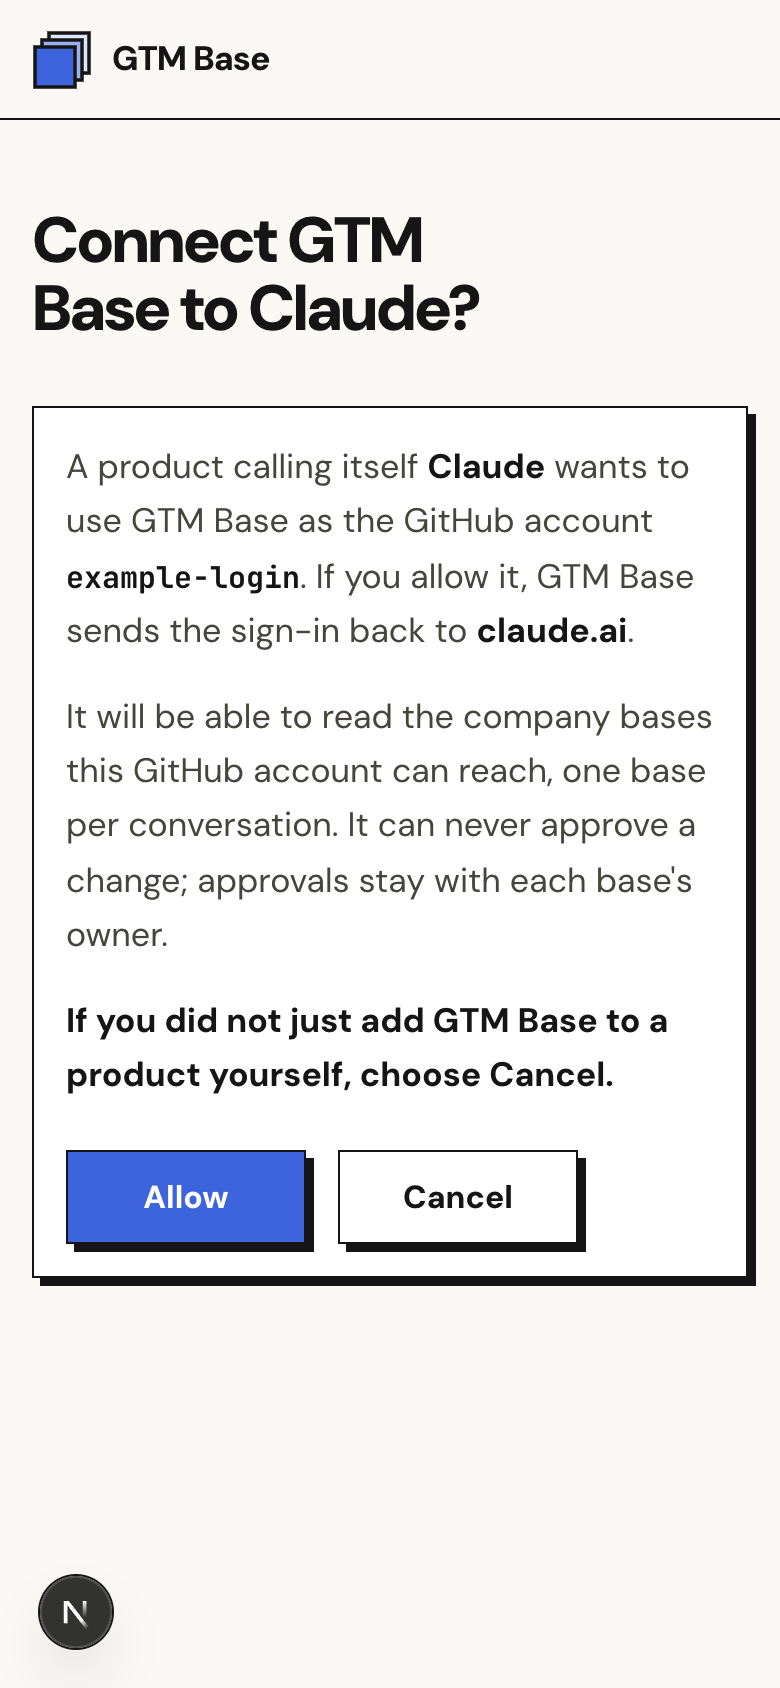 GTM Base
Connect GTM
Base to Claude?
A product calling itself Claude wants to
use GTM Base as the GitHub account
example-login. If you allow it, GTM Base
sends the sign-in back to claude.ai.
It will be able to read the company bases
this GitHub account can reach, one base
per conversation. It can never approve a
change; approvals stay with each base's
owner.
If you did not just add GTM Base to a
product yourself, choose Cancel.
Allow
Cancel
N